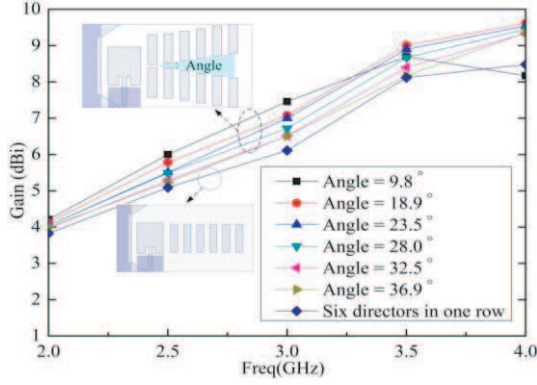 10
9
8
7
6
5
4
3
2
1
Gain (dBi)
Angle
Angle = 9.8°
Angle = 18.9°
Angle = 23.5°
Angle = 28.0°
Angle = 32.5°
Angle = 36.9°
Six directors in one row
2.0 2.5 3.0 3.5 4.0
Freq(GHz)